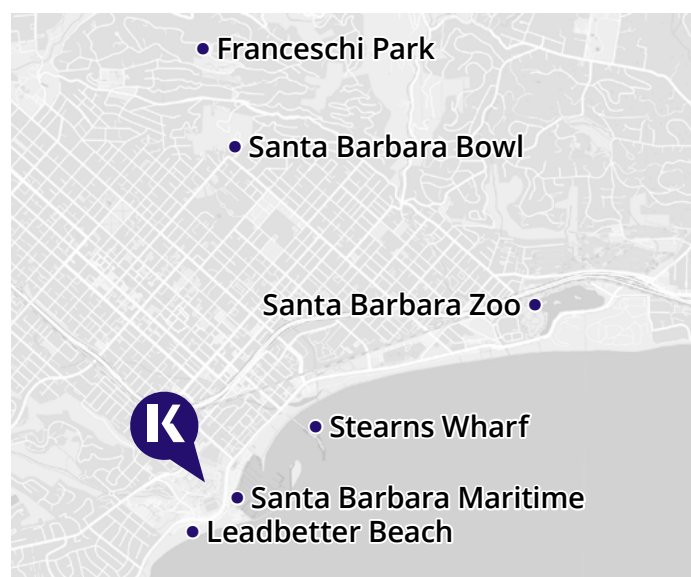 Franceschi Park
Santa Barbara Bowl
Santa Barbara Zoo
K
Stearns Wharf
Santa Barbara Maritime
Leadbetter Beach